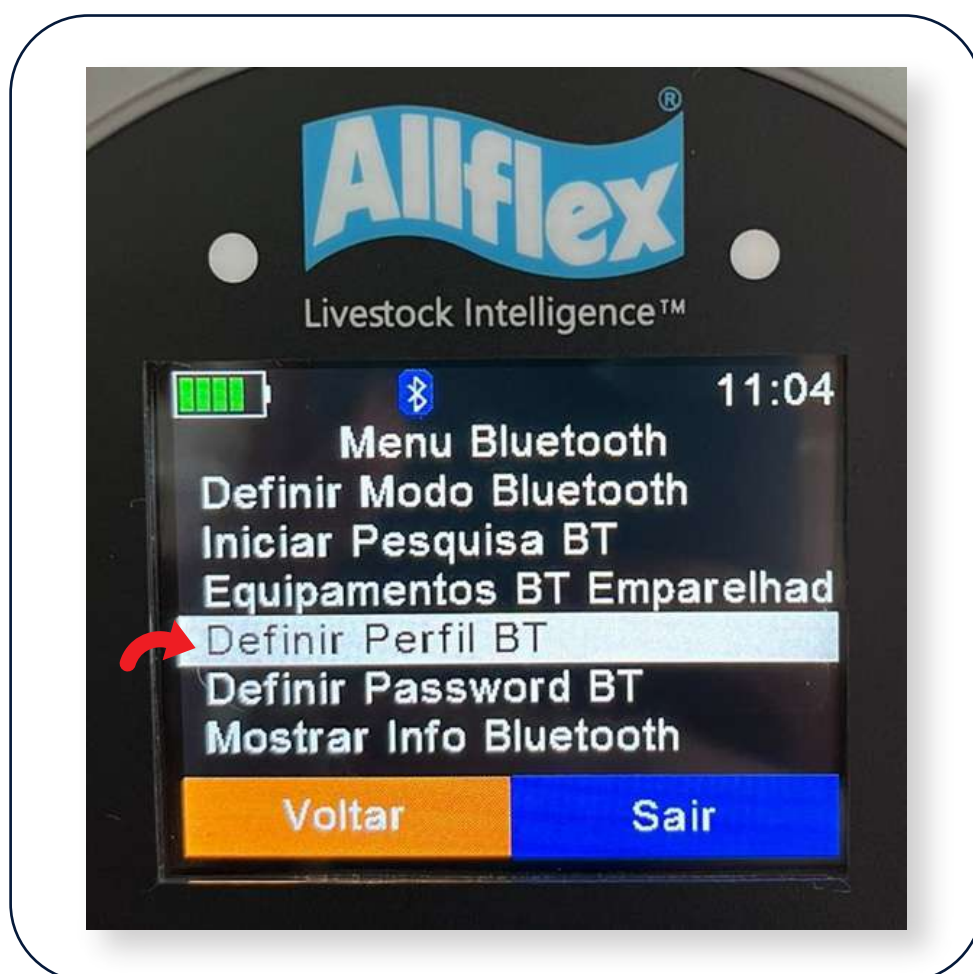 ®
Allflex
Livestock Intelligence™
11:04
Menu Bluetooth
Definir Modo Bluetooth
Iniciar Pesquisa BT
Equipamentos BT Emparelhad
Definir Perfil BT
Definir Password BT
Mostrar Info Bluetooth
Voltar Sair